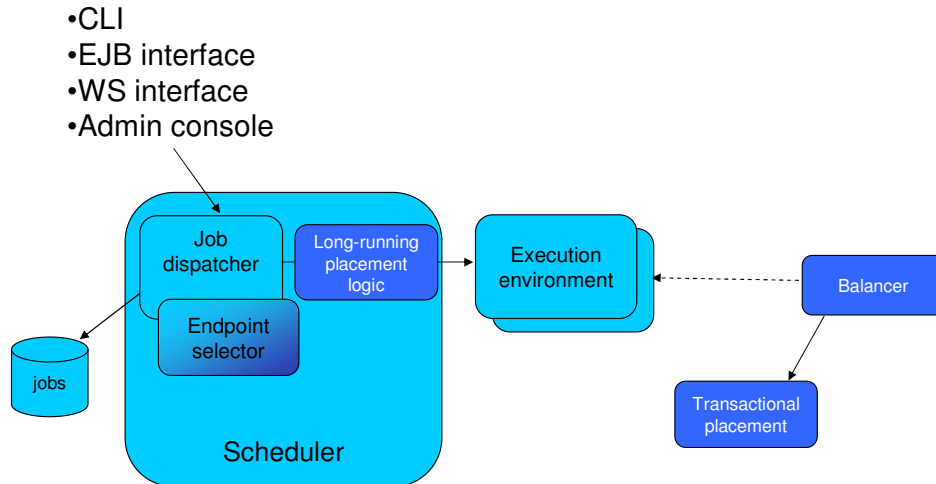 •CLI
•EJB interface
•WS interface
•Admin console
Job
dispatcher
Long-running
placement
logic
Execution
environment
Balancer
Endpoint
selector
jobs
Transactional
placement
Scheduler